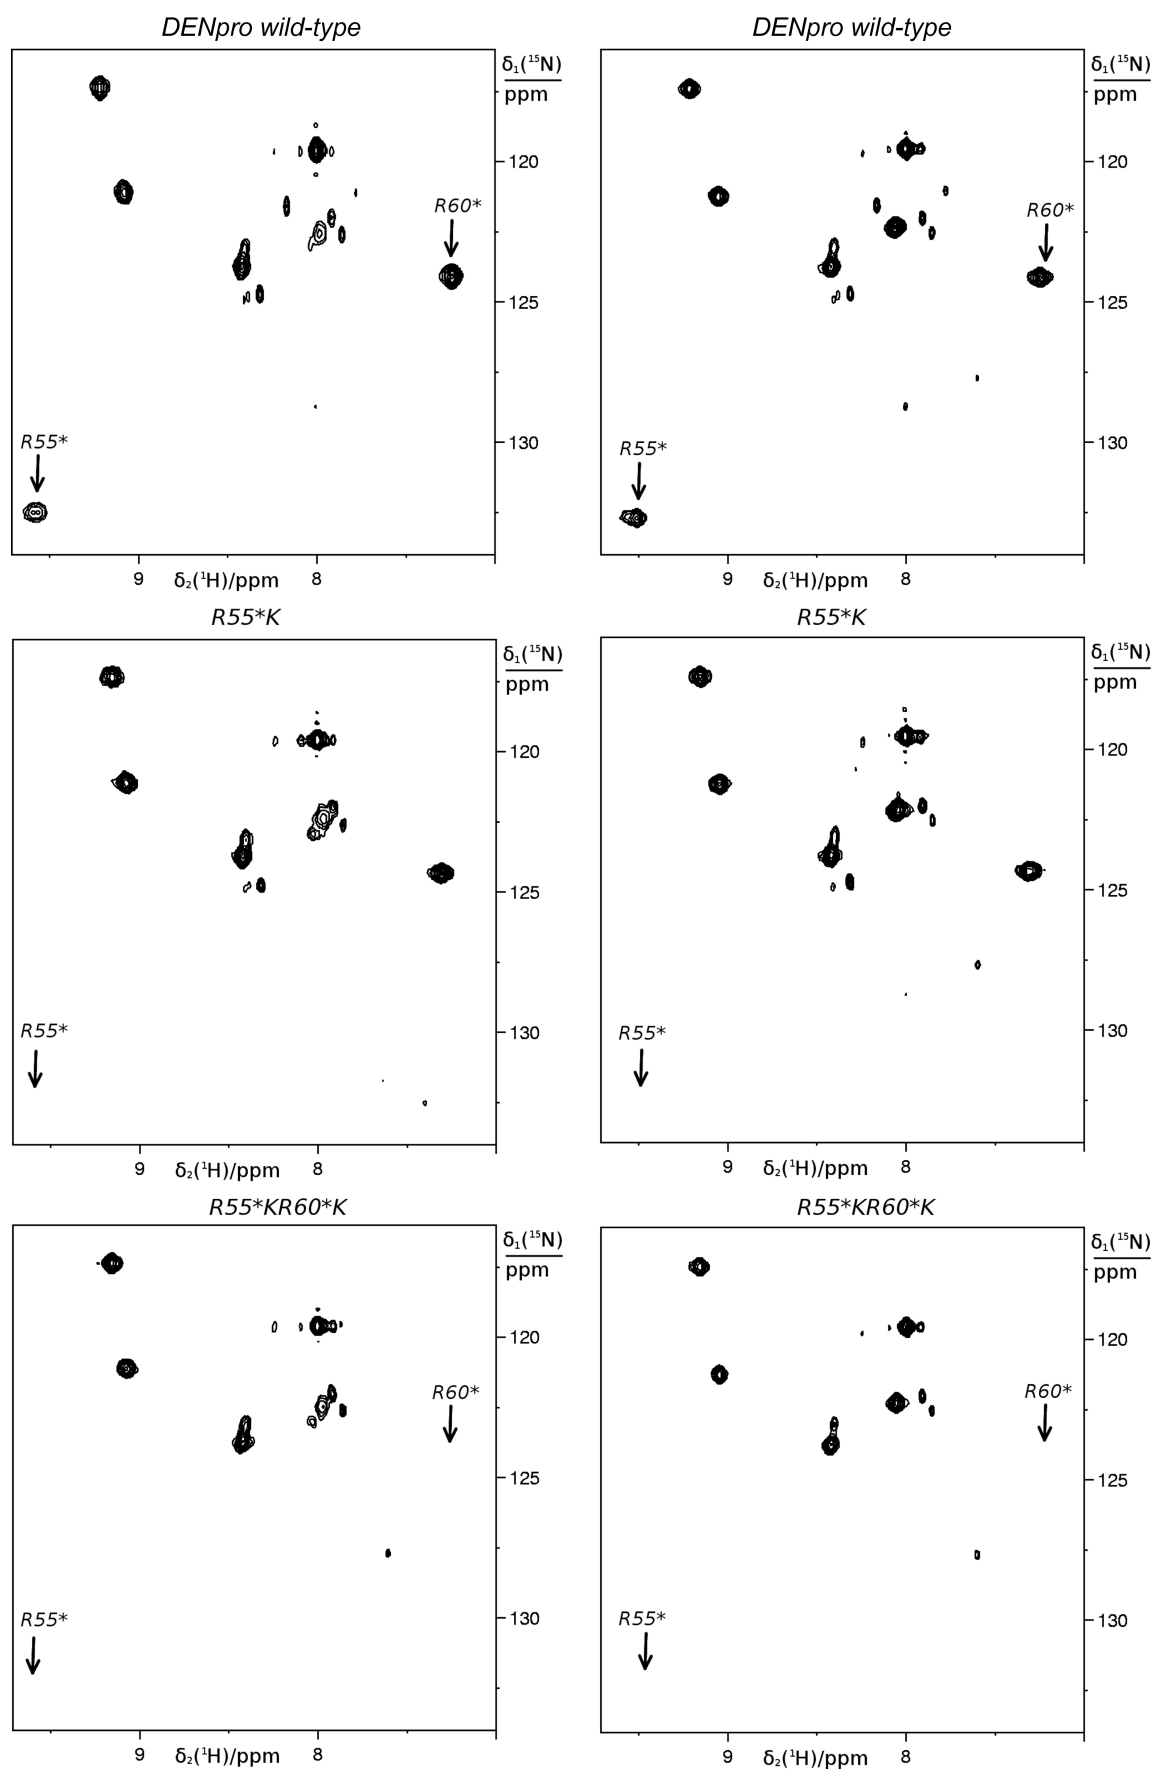 DENpro wild-type
DENpro wild-type
δ₁(¹⁵N)
ppm
120
R60*
125
130
R55*
9
δ₂(¹H)/ppm
8
δ₁(¹⁵N)
ppm
120
R60*
125
130
R55*
9
δ₂(¹H)/ppm
8
R55*K
R55*K
δ₁(¹⁵N)
ppm
120
125
130
R55*
9
δ₂(¹H)/ppm
8
δ₁(¹⁵N)
ppm
120
125
130
R55*
9
δ₂(¹H)/ppm
8
R55*KR60*K
R55*KR60*K
δ₁(¹⁵N)
ppm
120
R60*
125
130
R55*
9
δ₂(¹H)/ppm
8
δ₁(¹⁵N)
ppm
120
R60*
125
130
R55*
9
δ₂(¹H)/ppm
8